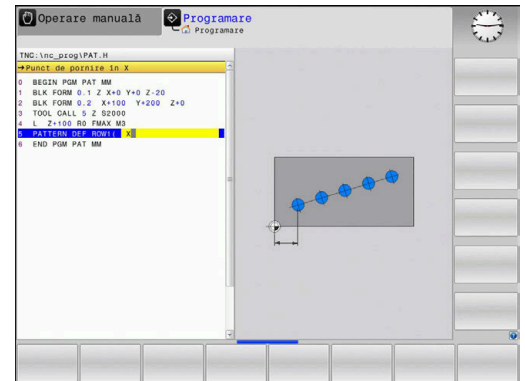 Operare manuală
Programare
Programare
TNC:\nc_prog\PAT.H
→Punct de pornire în X
0 BEGIN PGM PAT MM
1 BLK FORM 0.1 Z X+0 Y+0 Z-20
2 BLK FORM 0.2 X+100 Y+200 Z+0
3 TOOL CALL 5 Z S2000
4 L Z+100 R0 FMAX M3
5 PATTERN DEF ROW1( X
6 END PGM PAT MM